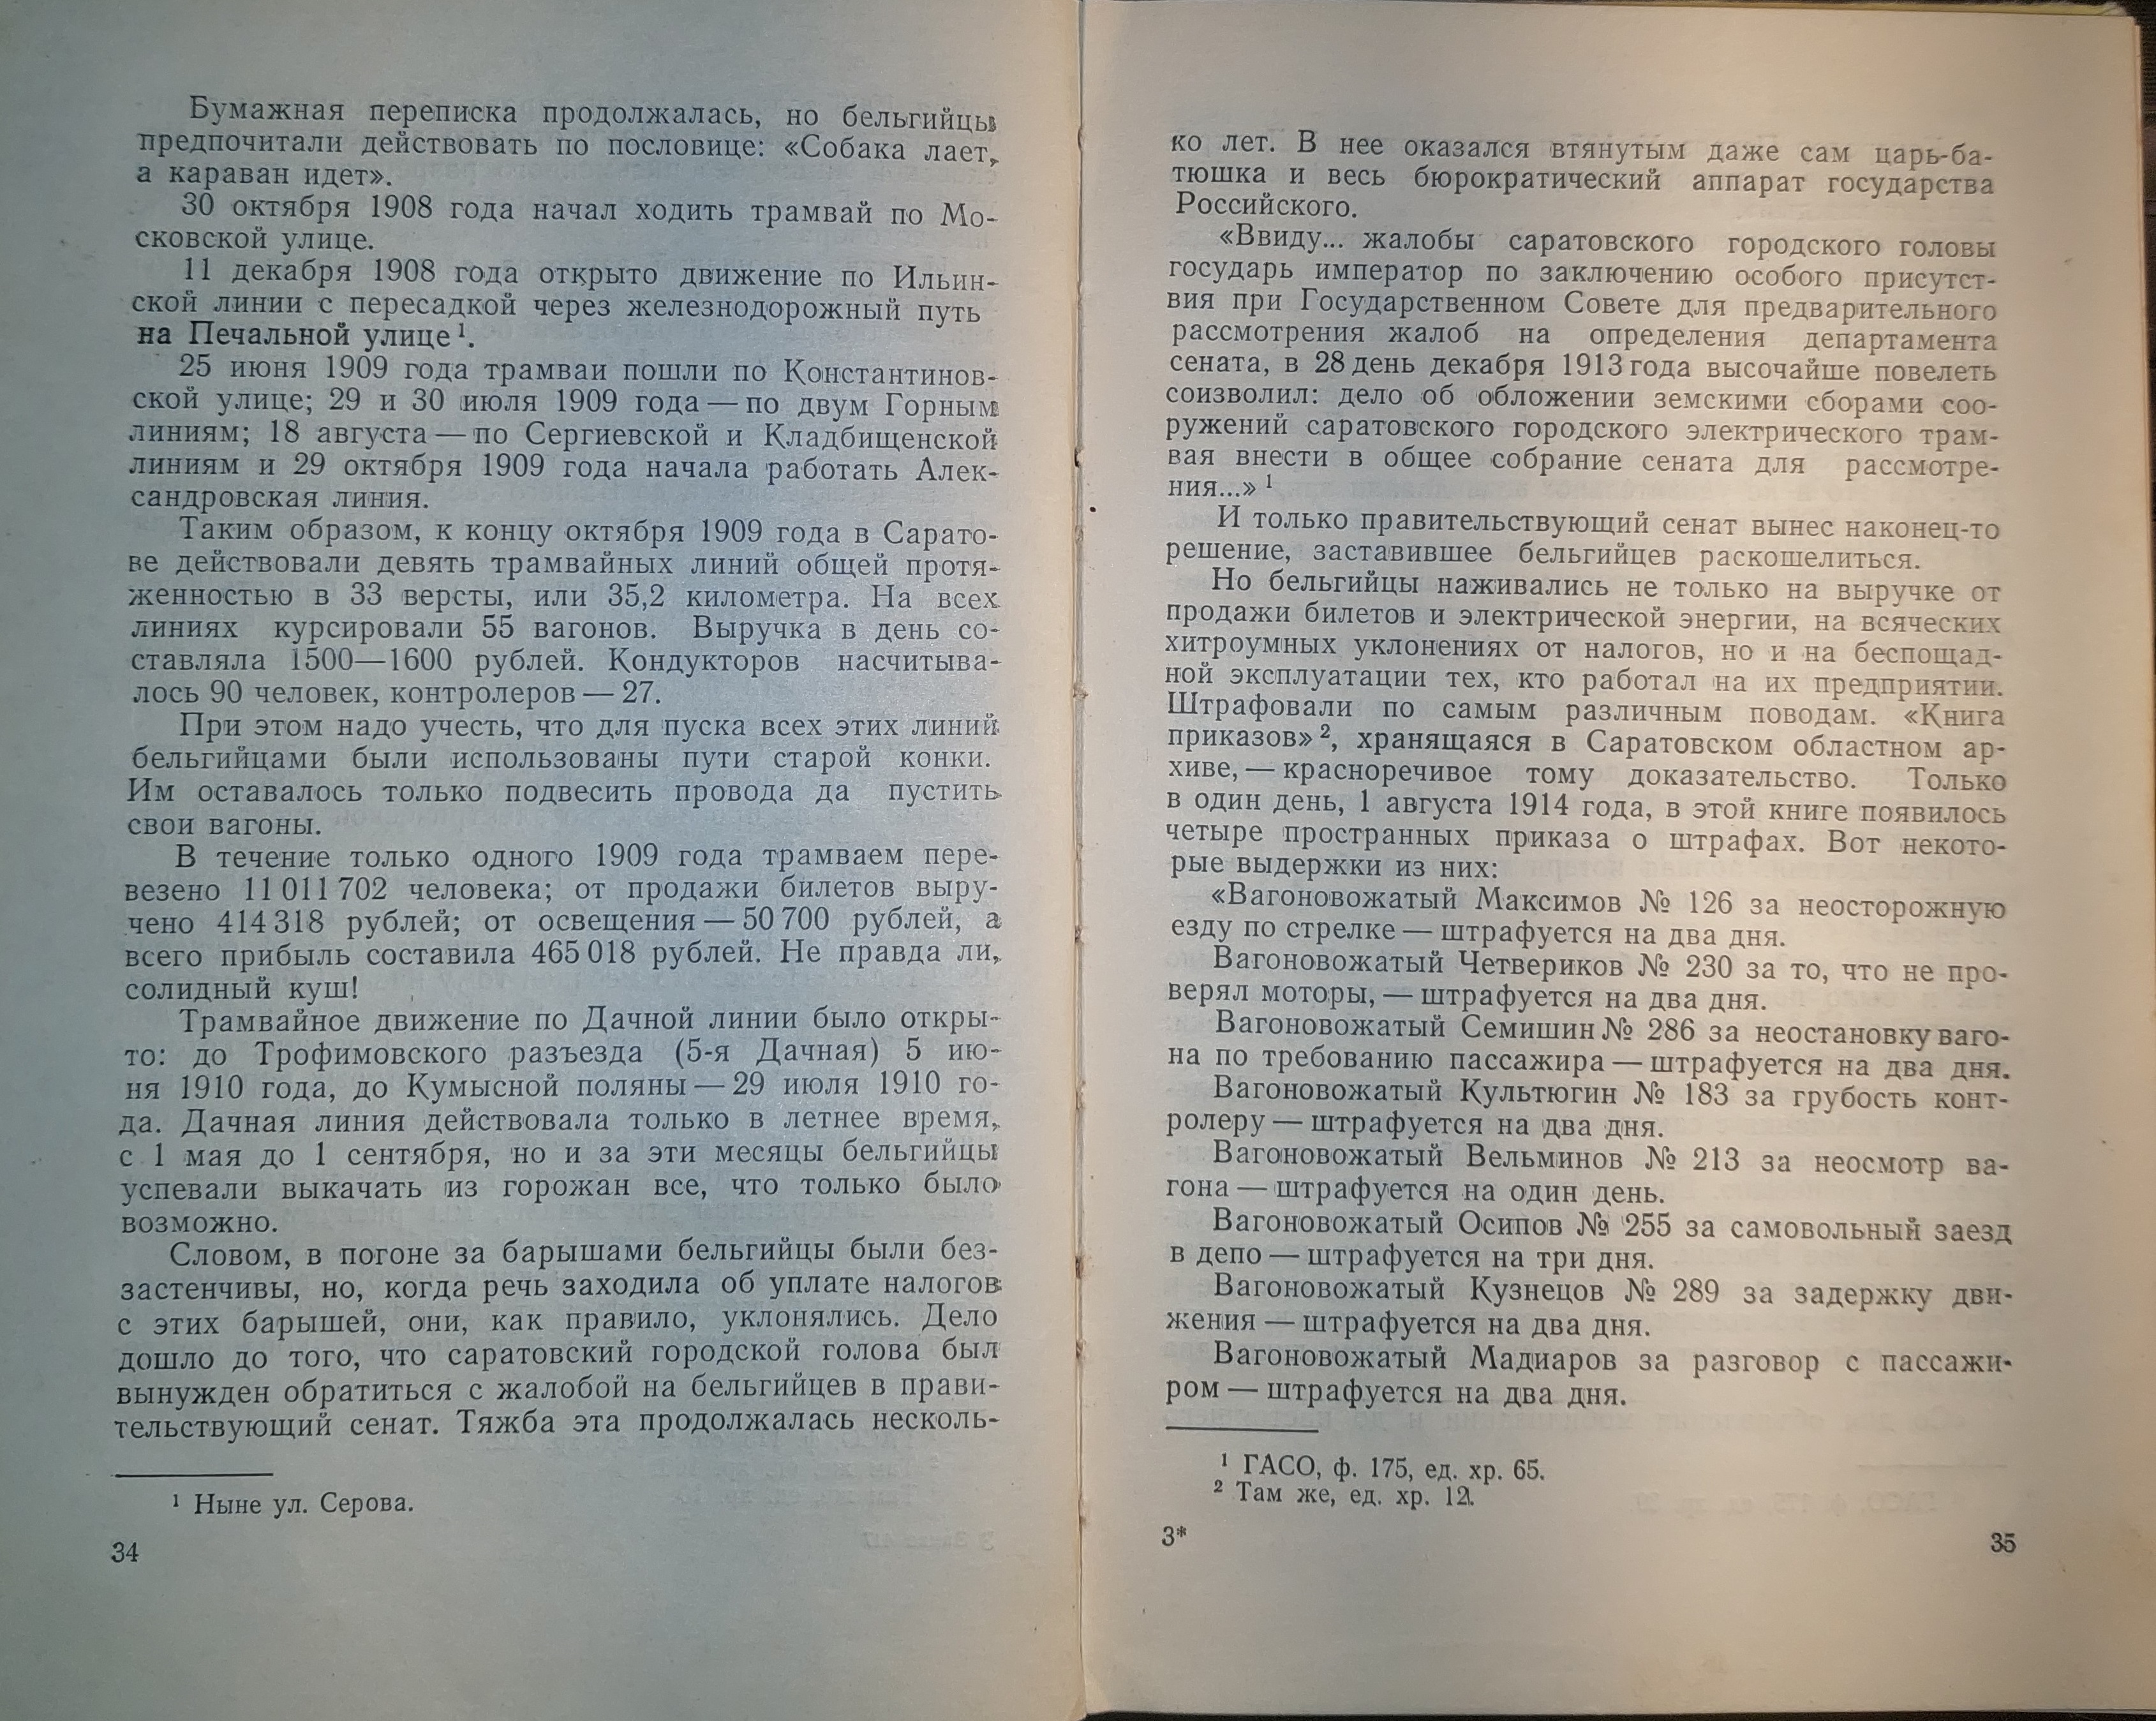 Бумажная переписка продолжалась, но бельгийцы
предпочитали действовать по пословице: «Собака лает,
а караван идет».
30 октября 1908 года начал ходить трамвай по Мо-
сковской улице.
11 декабря 1908 года открыто движение по Ильин-
ской линии с пересадкой через железнодорожный путь
на Печальной улице ¹.
25 июня 1909 года трамваи пошли по Константинов-
ской улице; 29 и 30 июля 1909 года — по двум Горным
линиям; 18 августа — по Сергиевской и Кладбищенской
линиям и 29 октября 1909 года начала работать Алек-
сандровская линия.
Таким образом, к концу октября 1909 года в Сарато-
ве действовали девять трамвайных линий общей протя-
женностью в 33 версты, или 35,2 километра. На всех
линиях курсировали 55 вагонов. Выручка в день со-
ставляла 1500—1600 рублей. Кондукторов насчитыва-
лось 90 человек, контролеров — 27.
При этом надо учесть, что для пуска всех этих линий
бельгийцами были использованы пути старой конки.
Им оставалось только подвесить провода да пустить
свои вагоны.
В течение только одного 1909 года трамваем пере-
везено 11 011 702 человека; от продажи билетов выру-
чено 414 318 рублей; от освещения — 50 700 рублей, а
всего прибыль составила 465 018 рублей. Не правда ли,
солидный куш!
Трамвайное движение по Дачной линии было откры-
то: до Трофимовского разъезда (5-я Дачная) 5 ию-
ня 1910 года, до Кумысной поляны — 29 июля 1910 го-
да. Дачная линия действовала только в летнее время,
с 1 мая до 1 сентября, но и за эти месяцы бельгийцы
успевали выкачать из горожан все, что только было
возможно.
Словом, в погоне за барышами бельгийцы были без-
застенчивы, но, когда речь заходила об уплате налогов
с этих барышей, они, как правило, уклонялись. Дело
дошло до того, что саратовский городской голова был
вынужден обратиться с жалобой на бельгийцев в прави-
тельствующий сенат. Тяжба эта продолжалась несколь-
¹ Ныне ул. Серова.
34
ко лет. В нее оказался втянутым даже сам царь-ба-
тюшка и весь бюрократический аппарат государства
Российского.
«Ввиду... жалобы саратовского городского головы
государь император по заключению особого присутст-
вия при Государственном Совете для предварительного
рассмотрения жалоб на определения департамента
сената, в 28 день декабря 1913 года высочайше повелеть
соизволил: дело об обложении земскими сборами соо-
ружений саратовского городского электрического трам-
вая внести в общее собрание сената для рассмотре-
ния...» ¹
И только правительствующий сенат вынес наконец-то
решение, заставившее бельгийцев раскошелиться.
Но бельгийцы наживались не только на выручке от
продажи билетов и электрической энергии, на всяческих
хитроумных уклонениях от налогов, но и на беспощад-
ной эксплуатации тех, кто работал на их предприятии.
Штрафовали по самым различным поводам. «Книга
приказов» ², хранящаяся в Саратовском областном ар-
хиве, — красноречивое тому доказательство. Только
в один день, 1 августа 1914 года, в этой книге появилось
четыре пространных приказа о штрафах. Вот некото-
рые выдержки из них:
«Вагоновожатый Максимов № 126 за неосторожную
езду по стрелке — штрафуется на два дня.
Вагоновожатый Четвериков № 230 за то, что не про-
верял моторы, — штрафуется на два дня.
Вагоновожатый Семишин № 286 за неостановку ваго-
на по требованию пассажира — штрафуется на два дня.
Вагоновожатый Культюгин № 183 за грубость конт-
ролеру — штрафуется на два дня.
Вагоновожатый Вельминов № 213 за неосмотр ва-
гона — штрафуется на один день.
Вагоновожатый Осипов № 255 за самовольный заезд
в депо — штрафуется на три дня.
Вагоновожатый Кузнецов № 289 за задержку дви-
жения — штрафуется на два дня.
Вагоновожатый Мадиаров за разговор с пассажи-
ром — штрафуется на два дня.
¹ ГАСО, ф. 175, ед. хр. 65.
² Там же, ед. хр. 12.
3*
35